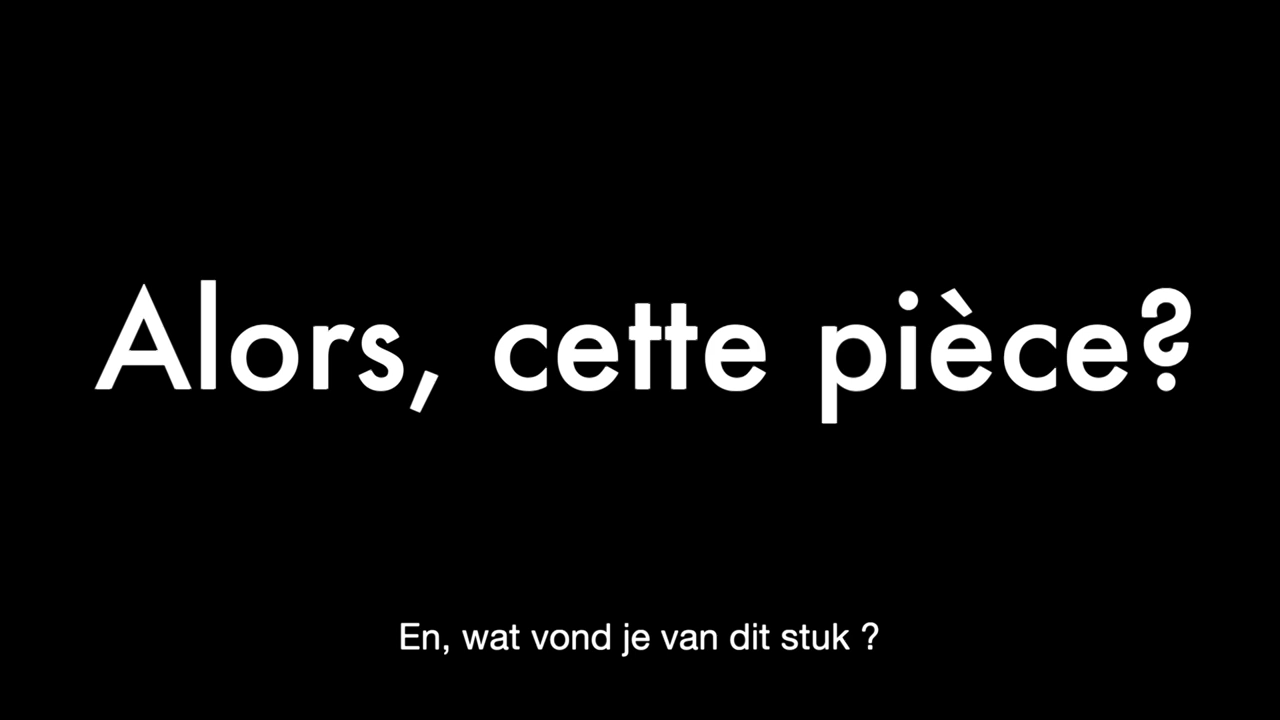 Alors, cette pièce?
En, wat vond je van dit stuk ?